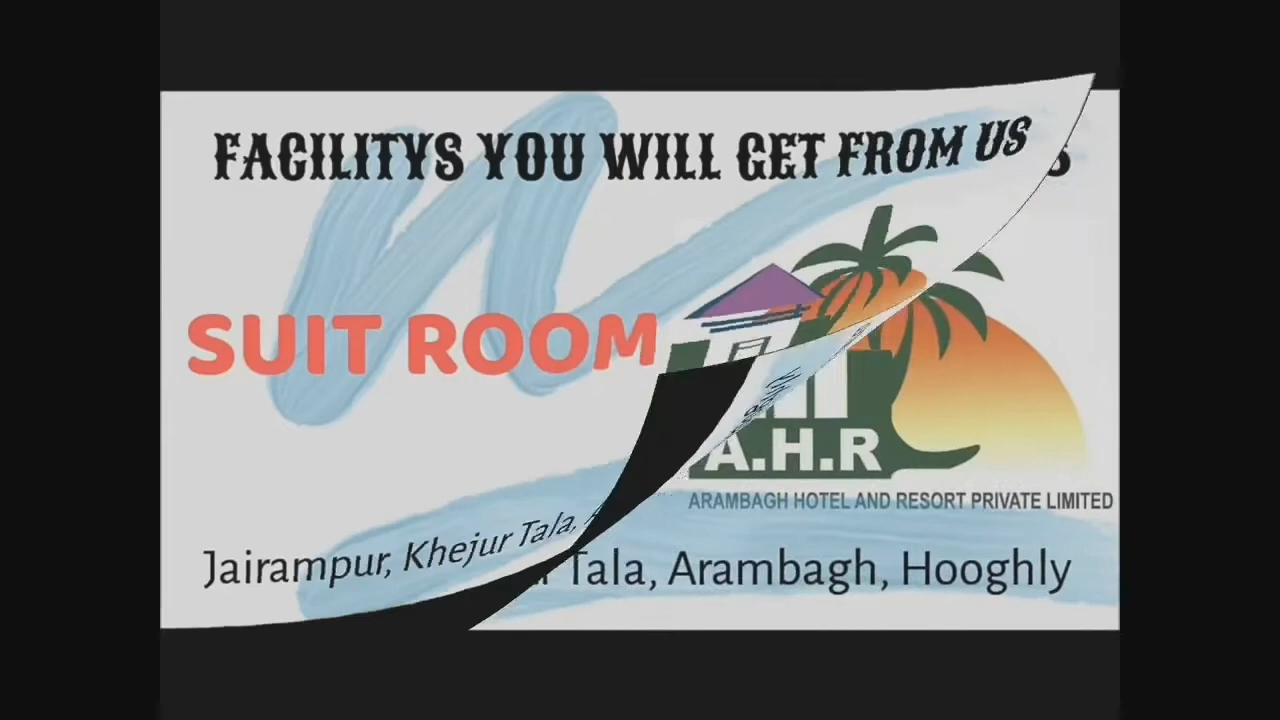 FACILITYS YOU WILL GET FROM US
SUIT ROOM
A.H.R
ARAMBAGH HOTEL AND RESORT PRIVATE LIMITED
Jairampur, Khejur Tala,
Tala, Arambagh, Hooghly